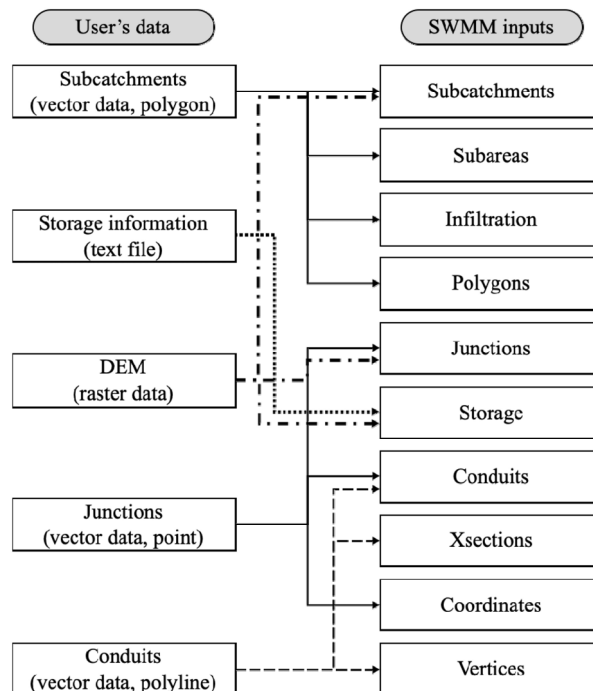 User's data
SWMM inputs
Subcatchments
(vector data, polygon)
Storage information
(text file)
DEM
(raster data)
Junctions
(vector data, point)
Conduits
(vector data, polyline)
Subcatchments
Subareas
Infiltration
Polygons
Junctions
Storage
Conduits
Xsections
Coordinates
Vertices